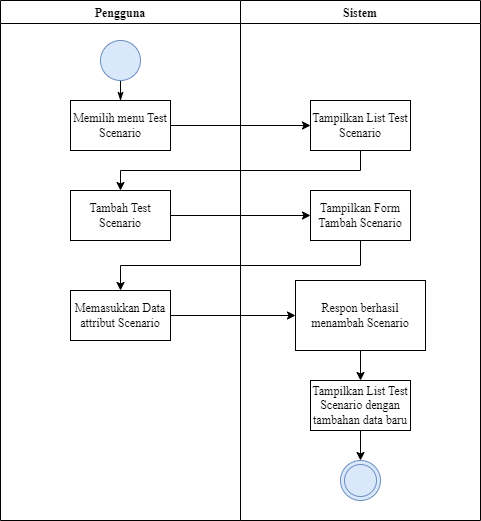 Pengguna
Sistem
Memilih menu Test
Scenario
Tampilkan List Test
Scenario
Tambah Test
Scenario
Tampilkan Form
Tambah Scenario
Memasukkan Data
attribut Scenario
Respon berhasil
menambah Scenario
Tampilkan List Test
Scenario dengan
tambahan data baru